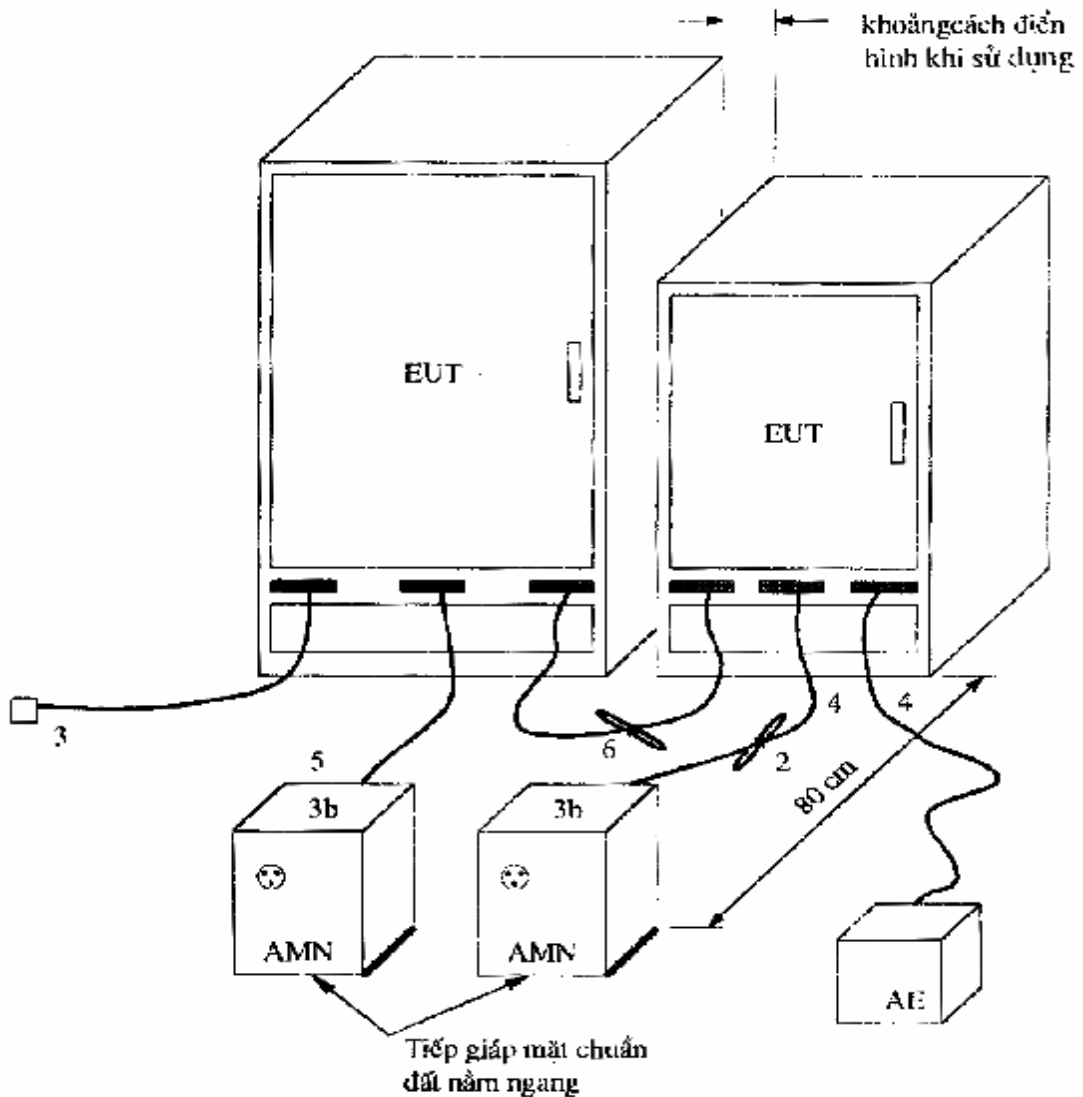 khoảngcách điển
hình khi sử dụng
EUT
EUT
3
5
6
4
2
4
80 cm
3b
3b
AMN
AMN
AE
Tiếp giáp mặt chuẩn
đất nằm ngang